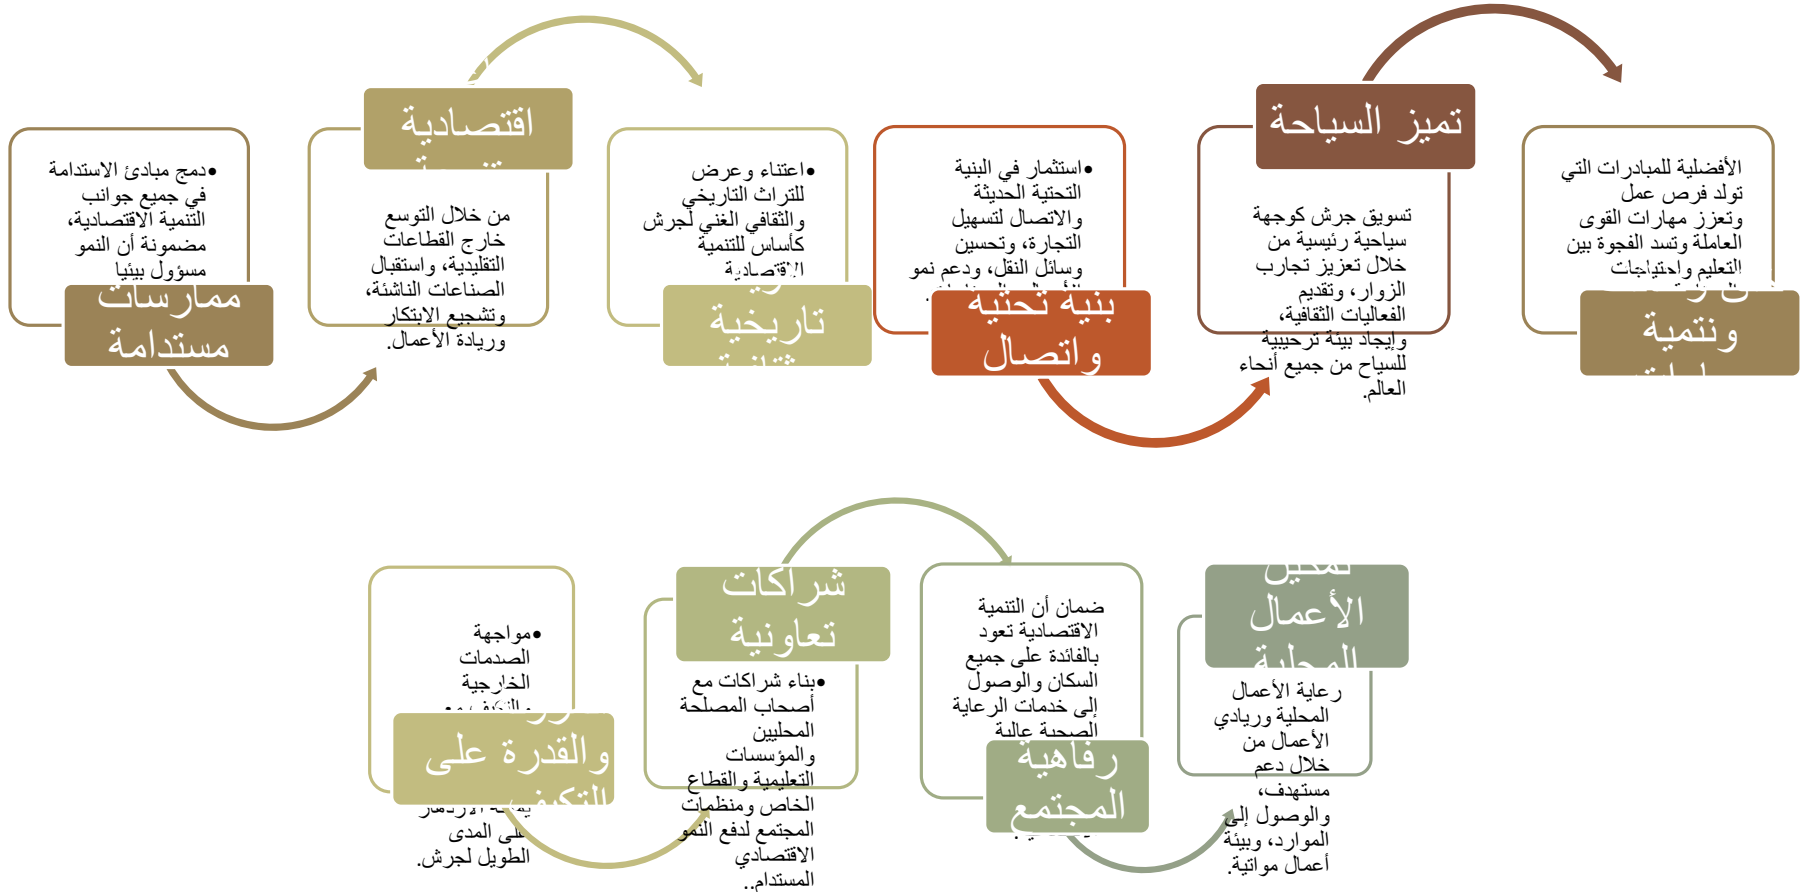 دمج مبادئ الاستدامة
في جميع جوانب
التنمية الاقتصادية،
مضمونة أن النمو
مسؤول بيئيا
ممارسات
مستدامة
اقتصادية
من خلال التوسع
خارج القطاعات
التقليدية، واستقبال
الصناعات الناشئة،
وتشجيع الابتكار
وريادة الأعمال.
اعتناء وعرض
للتراث التاريخي
والثقافي الغني لجرش
كأساس للتنمية
الاقتصادية
تاريخية
استثمار في البنية
التحتية الحديثة
والاتصال لتسهيل
التجارة، وتحسين
وسائل النقل، ودعم نمو
بنية تحتية
واتصال
تميز السياحة
تسويق جرش كوجهة
سياحية رئيسية من
خلال تعزيز تجارب
الزوار، وتقديم
الفعاليات الثقافية،
وإيجاد بيئة ترحيبية
للسياح من جميع أنحاء
العالم.
الأفضلية للمبادرات التي
تولد فرص عمل
وتعزز مهارات القوى
العاملة وتسد الفجوة بين
التعليم واحتياجات
ونتمية
مواجهة
الصدمات
الخارجية
والتكيف مع
والقدرة على
التكيف
على المدى
الطويل لجرش.
شراكات
تعاونية
بناء شراكات مع
أصحاب المصلحة
المحليين
والمؤسسات
التعليمية والقطاع
الخاص ومنظمات
المجتمع لدفع النمو
الاقتصادي
المستدام..
ضمان أن التنمية
الاقتصادية تعود
بالفائدة على جميع
السكان والوصول
إلى خدمات الرعاية
الصحية عالية
رفاهية
المجتمع
تمكين
الأعمال
المحلية
رعاية الأعمال
المحلية وريادي
الأعمال من
خلال دعم
مستهدف،
والوصول إلى
الموارد، وبيئة
أعمال مواتية.